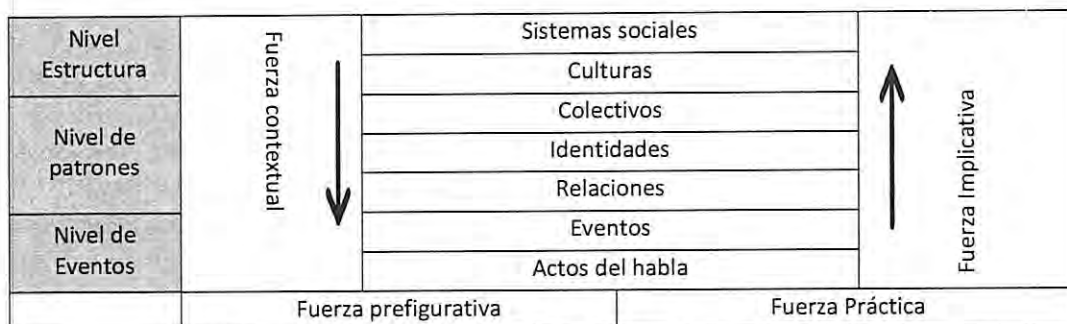 Nivel
Estructura
Nivel de
patrones
Nivel de
Eventos
Fuerza contextual
Sistemas sociales
Culturas
Colectivos
Identidades
Relaciones
Eventos
Actos del habla
Fuerza Implicativa
Fuerza prefigurativa
Fuerza Práctica